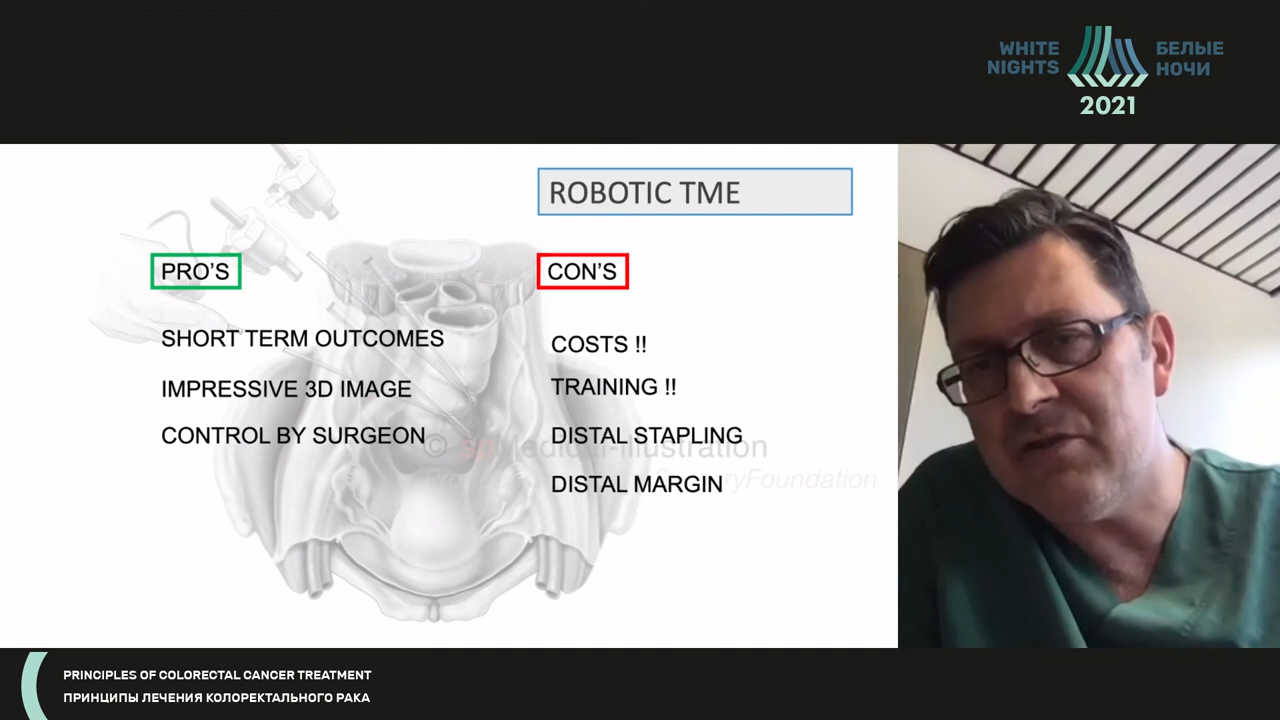 WHITE
NIGHTS
БЕЛЫЕ
НОЧИ
2021
ROBOTIC TME
PRO'S
CON'S
SHORT TERM OUTCOMES
COSTS !!
IMPRESSIVE 3D IMAGE
TRAINING !!
CONTROL BY SURGEON
DISTAL STAPLING
DISTAL MARGIN
PRINCIPLES OF COLORECTAL CANCER TREATMENT
ПРИНЦИПЫ ЛЕЧЕНИЯ КОЛОРЕКТАЛЬНОГО РАКА